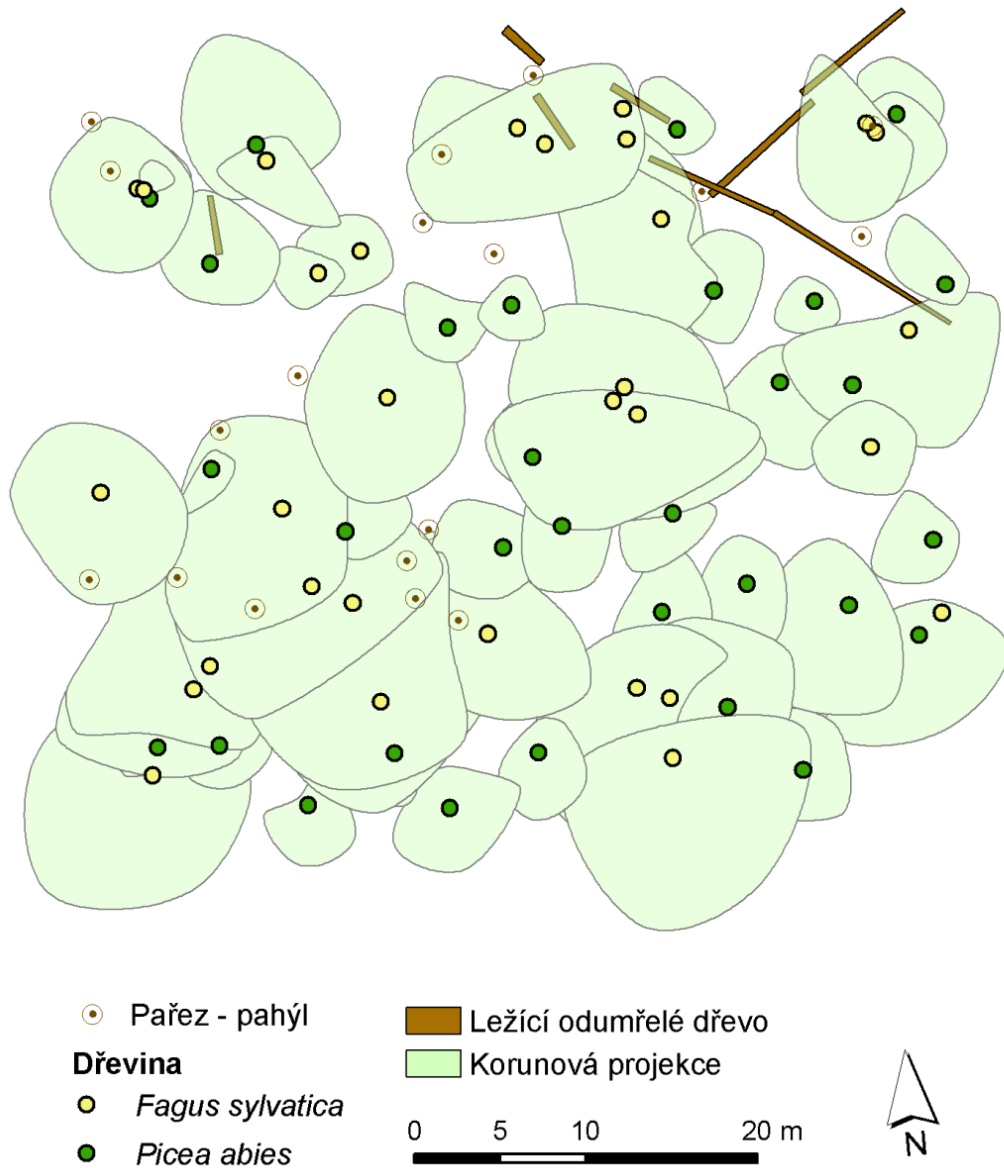 Pařez - pahýl
Dřevina
Fagus sylvatica
Picea abies
Ležící odumřelé dřevo
Korunová projekce
0 5 10 20 m
N